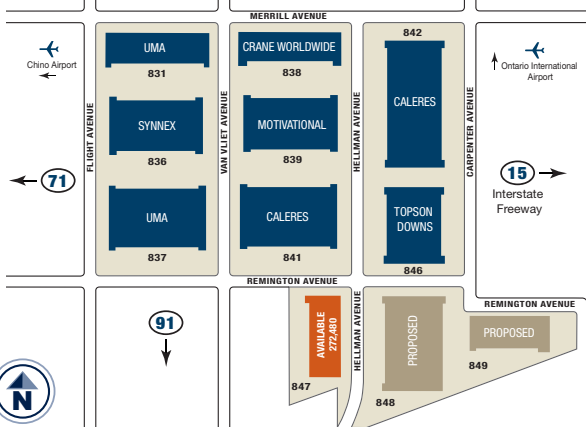 MERRILL AVENUE
Chino Airport
UMA
831
CRANE WORLDWIDE
838
842
CALERES
Ontario International
Airport
FLIGHT AVENUE
SYNNEX
836
VAN VLIET AVENUE
MOTIVATIONAL
839
HELLMAN AVENUE
CARPENTER AVENUE
71
15
Interstate
Freeway
UMA
837
CALERES
841
TOPSON
DOWNS
846
REMINGTON AVENUE
REMINGTON AVENUE
91
AVAILABLE
272,480
847
HELLMAN AVENUE
PROPOSED
848
PROPOSED
849
N